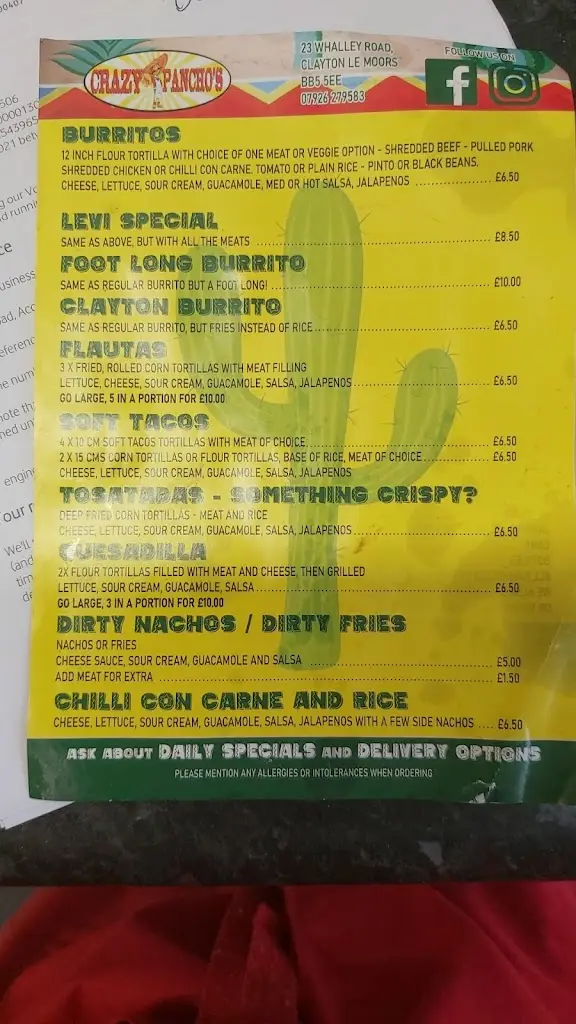 CRAZY PANCHO'S
23 WHALLEY ROAD,
CLAYTON LE MOORS
BB5 5EE
07926 279583
FOLLOW US ON
BURRITOS
12 INCH FLOUR TORTILLA WITH CHOICE OF ONE MEAT OR VEGGIE OPTION - SHREDDED BEEF - PULLED PORK
SHREDDED CHICKEN OR CHILLI CON CARNE. TOMATO OR PLAIN RICE - PINTO OR BLACK BEANS.
CHEESE, LETTUCE, SOUR CREAM, GUACAMOLE, MED OR HOT SALSA, JALAPENOS £6.50
LEVI SPECIAL
SAME AS ABOVE, BUT WITH ALL THE MEATS £8.50
FOOT LONG BURRITO
SAME AS REGULAR BURRITO BUT A FOOT LONG! £10.00
CLAYTON BURRITO
SAME AS REGULAR BURRITO, BUT FRIES INSTEAD OF RICE £6.50
FLAUTAS
3 X FRIED, ROLLED CORN TORTILLAS WITH MEAT FILLING
LETTUCE, CHEESE, SOUR CREAM, GUACAMOLE, SALSA, JALAPENOS £6.50
GO LARGE, 5 IN A PORTION FOR £10.00
SOFT TACOS
4 X 10 CM SOFT TACOS TORTILLAS WITH MEAT OF CHOICE £6.50
2 X 15 CMS CORN TORTILLAS OR FLOUR TORTILLAS, BASE OF RICE, MEAT OF CHOICE £6.50
CHEESE, LETTUCE, SOUR CREAM, GUACAMOLE, SALSA, JALAPENOS
TOSATADAS - SOMETHING CRISPY?
DEEP FRIED CORN TORTILLAS - MEAT AND RICE
CHEESE, LETTUCE, SOUR CREAM, GUACAMOLE, SALSA, JALAPENOS £6.50
QUESADILLA
2X FLOUR TORTILLAS FILLED WITH MEAT AND CHEESE, THEN GRILLED
LETTUCE, SOUR CREAM, GUACAMOLE, SALSA £6.50
GO LARGE, 3 IN A PORTION FOR £10.00
DIRTY NACHOS / DIRTY FRIES
NACHOS OR FRIES
CHEESE SAUCE, SOUR CREAM, GUACAMOLE AND SALSA £5.00
ADD MEAT FOR EXTRA £1.50
CHILLI CON CARNE AND RICE
CHEESE, LETTUCE, SOUR CREAM, GUACAMOLE, SALSA, JALAPENOS WITH A FEW SIDE NACHOS £6.50
ASK ABOUT DAILY SPECIALS AND DELIVERY OPTIONS
PLEASE MENTION ANY ALLERGIES OR INTOLERANCES WHEN ORDERING